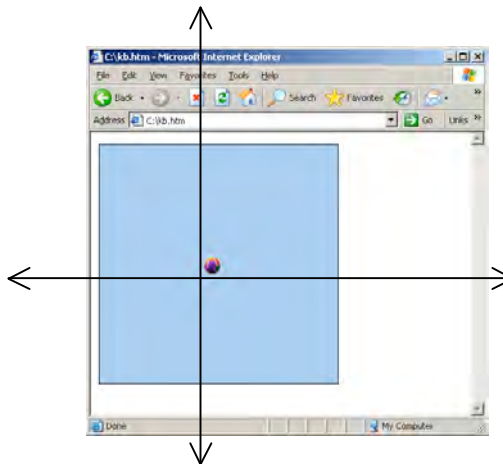 C:\kb.htm - Microsoft Internet Explorer
File Edit View Favorites Tools Help
Back Search Favorites
Address C:\kb.htm Go Links
Done My Computer